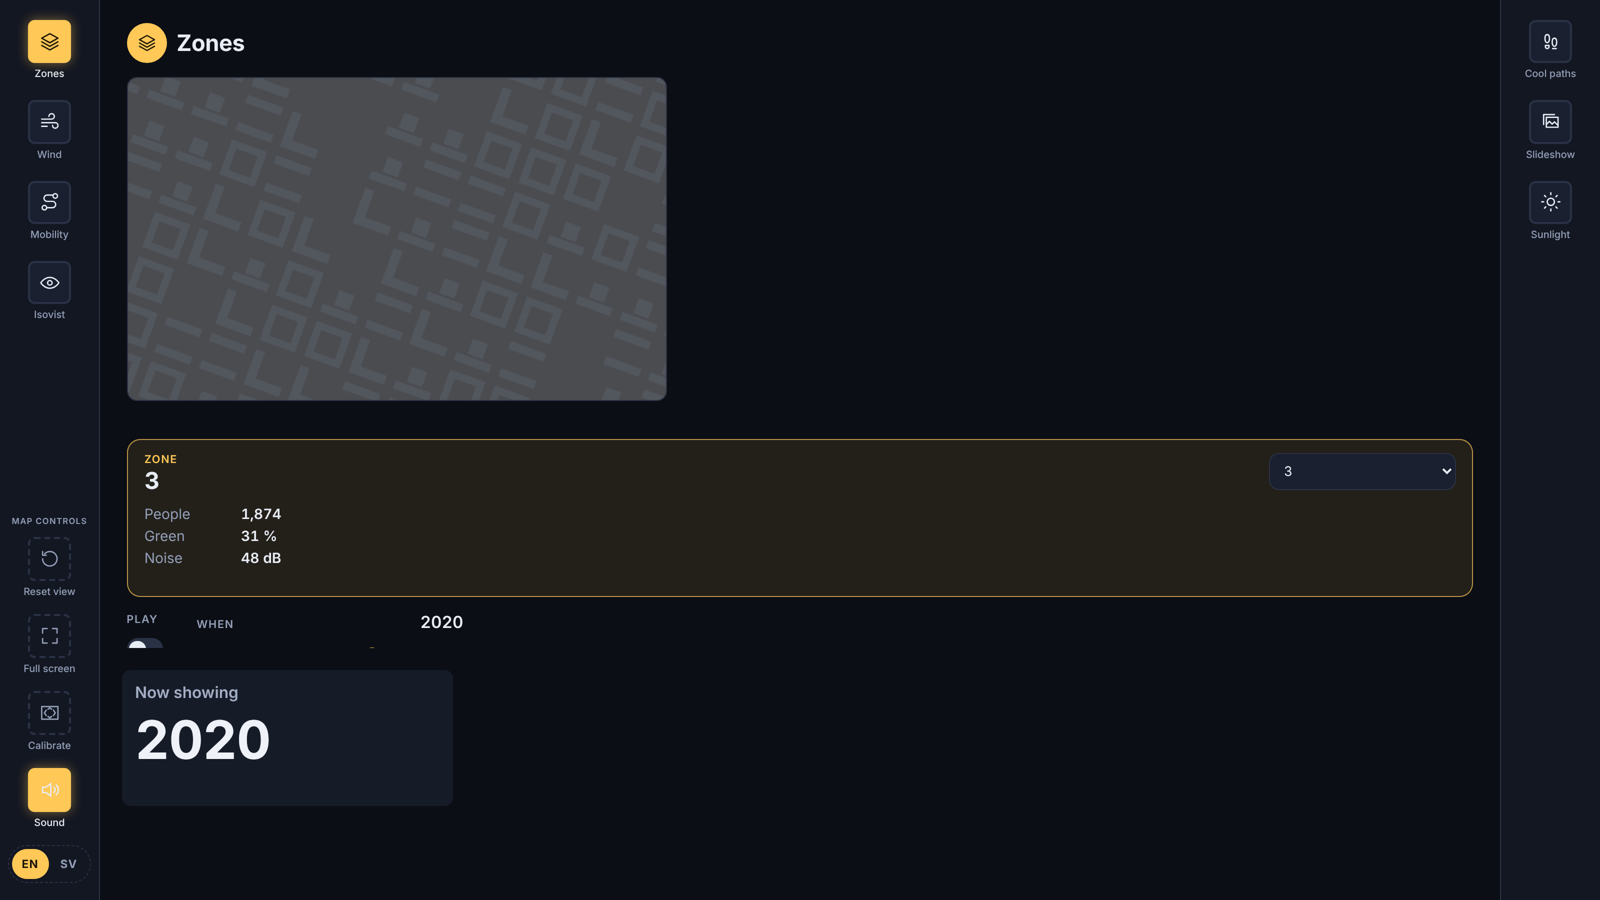 Zones
Wind
Mobility
Isovist
MAP CONTROLS
Reset view
Full screen
Calibrate
Sound
EN SV
Zones
ZONE
3
3
People 1,874
Green 31 %
Noise 48 dB
PLAY WHEN 2020
Now showing
2020
Cool paths
Slideshow
Sunlight